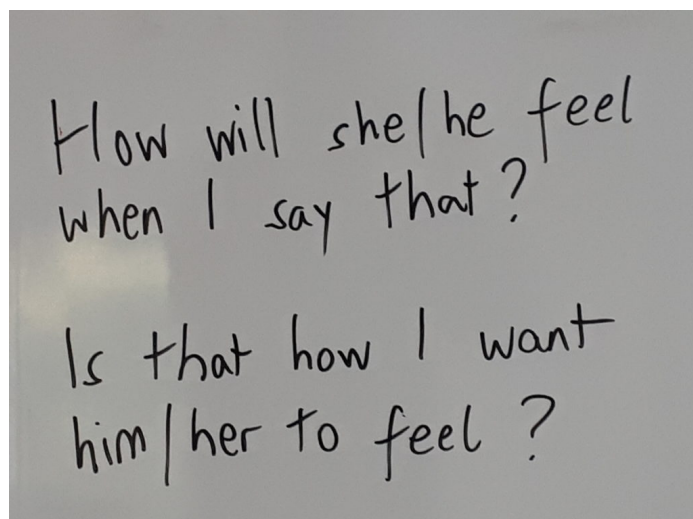 How will she/he feel
when I say that?
Is that how I want
him/her to feel?